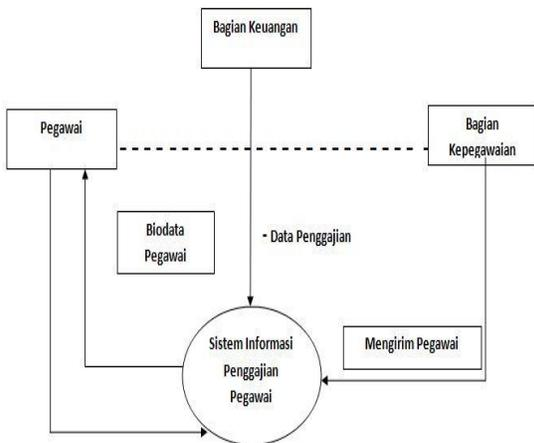 Bagian Keuangan
Pegawai
Bagian
Kepegawaian
Biodata
Pegawai
- Data Penggajian
Sistem Informasi
Penggajian
Pegawai
Mengirim Pegawai